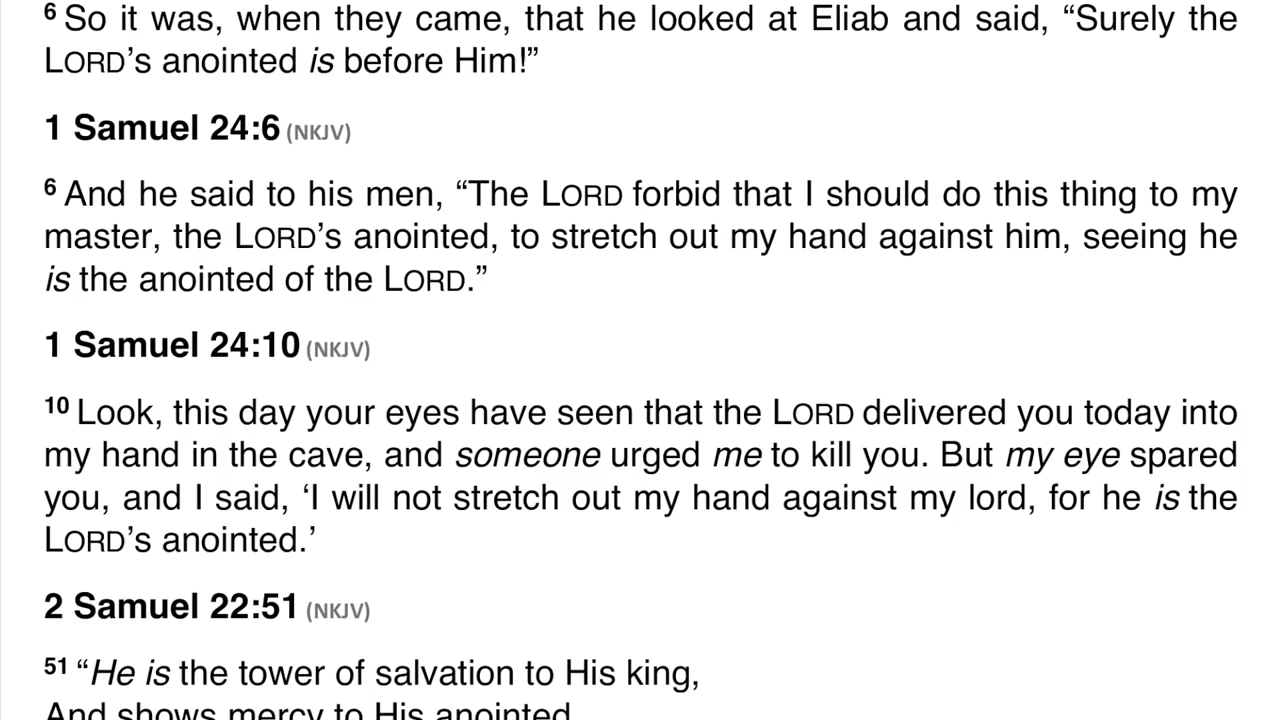 6 So it was, when they came, that he looked at Eliab and said, “Surely the
LORD’s anointed is before Him!”
1 Samuel 24:6 (NKJV)
6 And he said to his men, “The LORD forbid that I should do this thing to my
master, the LORD’s anointed, to stretch out my hand against him, seeing he
is the anointed of the LORD.”
1 Samuel 24:10 (NKJV)
10 Look, this day your eyes have seen that the LORD delivered you today into
my hand in the cave, and someone urged me to kill you. But my eye spared
you, and I said, ‘I will not stretch out my hand against my lord, for he is the
LORD’s anointed.’
2 Samuel 22:51 (NKJV)
51 “He is the tower of salvation to His king,
And shows mercy to His anointed